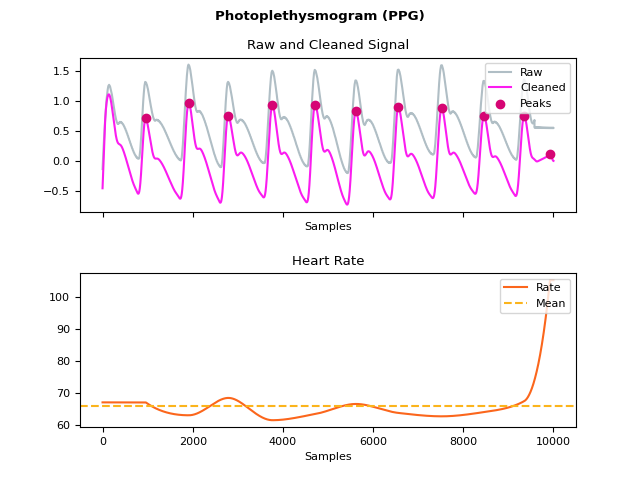 Photoplethysmogram (PPG)
Raw and Cleaned Signal
1.5
1.0
0.5
0.0
−0.5
Raw
Cleaned
Peaks
Samples
Heart Rate
100
90
80
70
60
Rate
Mean
0 2000 4000 6000 8000 10000
Samples